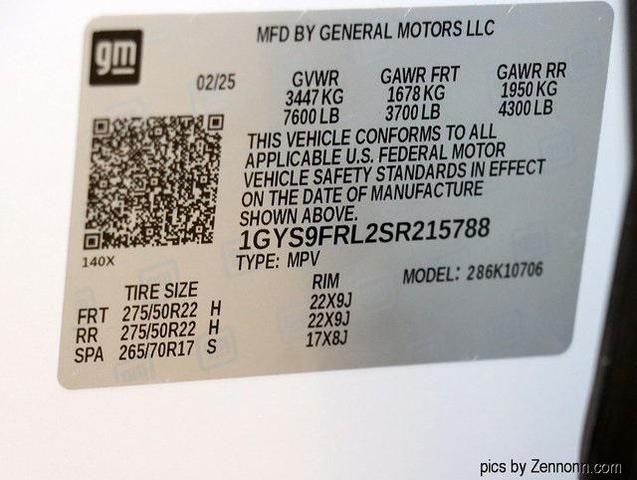 gm
MFD BY GENERAL MOTORS LLC
02/25
GVWR GAWR FRT GAWR RR
3447 KG 1678 KG 1950 KG
7600 LB 3700 LB 4300 LB
THIS VEHICLE CONFORMS TO ALL
APPLICABLE U.S. FEDERAL MOTOR
VEHICLE SAFETY STANDARDS IN EFFECT
ON THE DATE OF MANUFACTURE
SHOWN ABOVE.
1GYS9FRL2SR215788
140X
TYPE: MPV
MODEL: 286K10706
TIRE SIZE RIM
FRT 275/50R22 H 22X9J
RR 275/50R22 H 22X9J
SPA 265/70R17 S 17X8J
pics by Zennonn.com